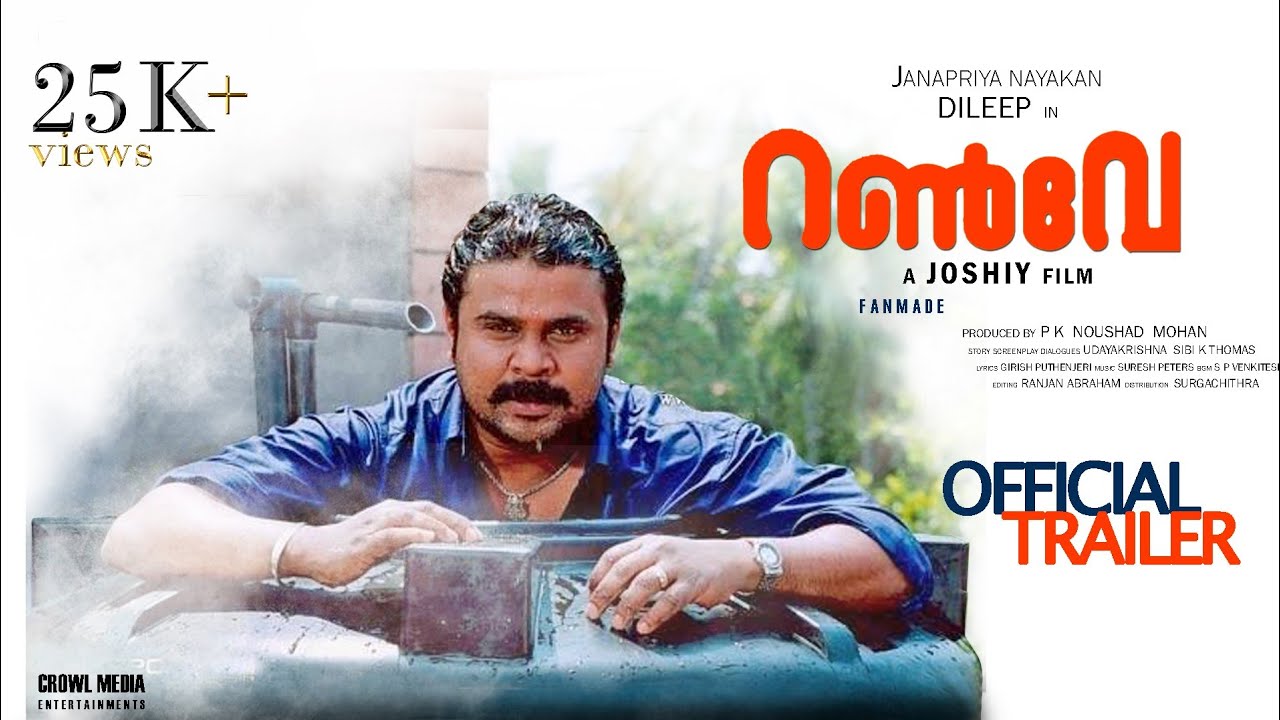 25K+
views
JANAPRIYA NAYAKAN
DILEEP IN
റൺവേ
A JOSHIY FILM
FANMADE
PRODUCED BY P K NOUSHAD MOHAN
STORY SCREENPLAY DIALOGUES UDAYAKRISHNA SIBI K THOMAS
LYRICS GIRISH PUTHENJERI MUSIC SURESH PETERS BGM S P VENKITES
EDITING RANJAN ABRAHAM DISTRIBUTION SURGACHITHRA
OFFICIAL
TRAILER
CROWL MEDIA
ENTERTAINMENTS